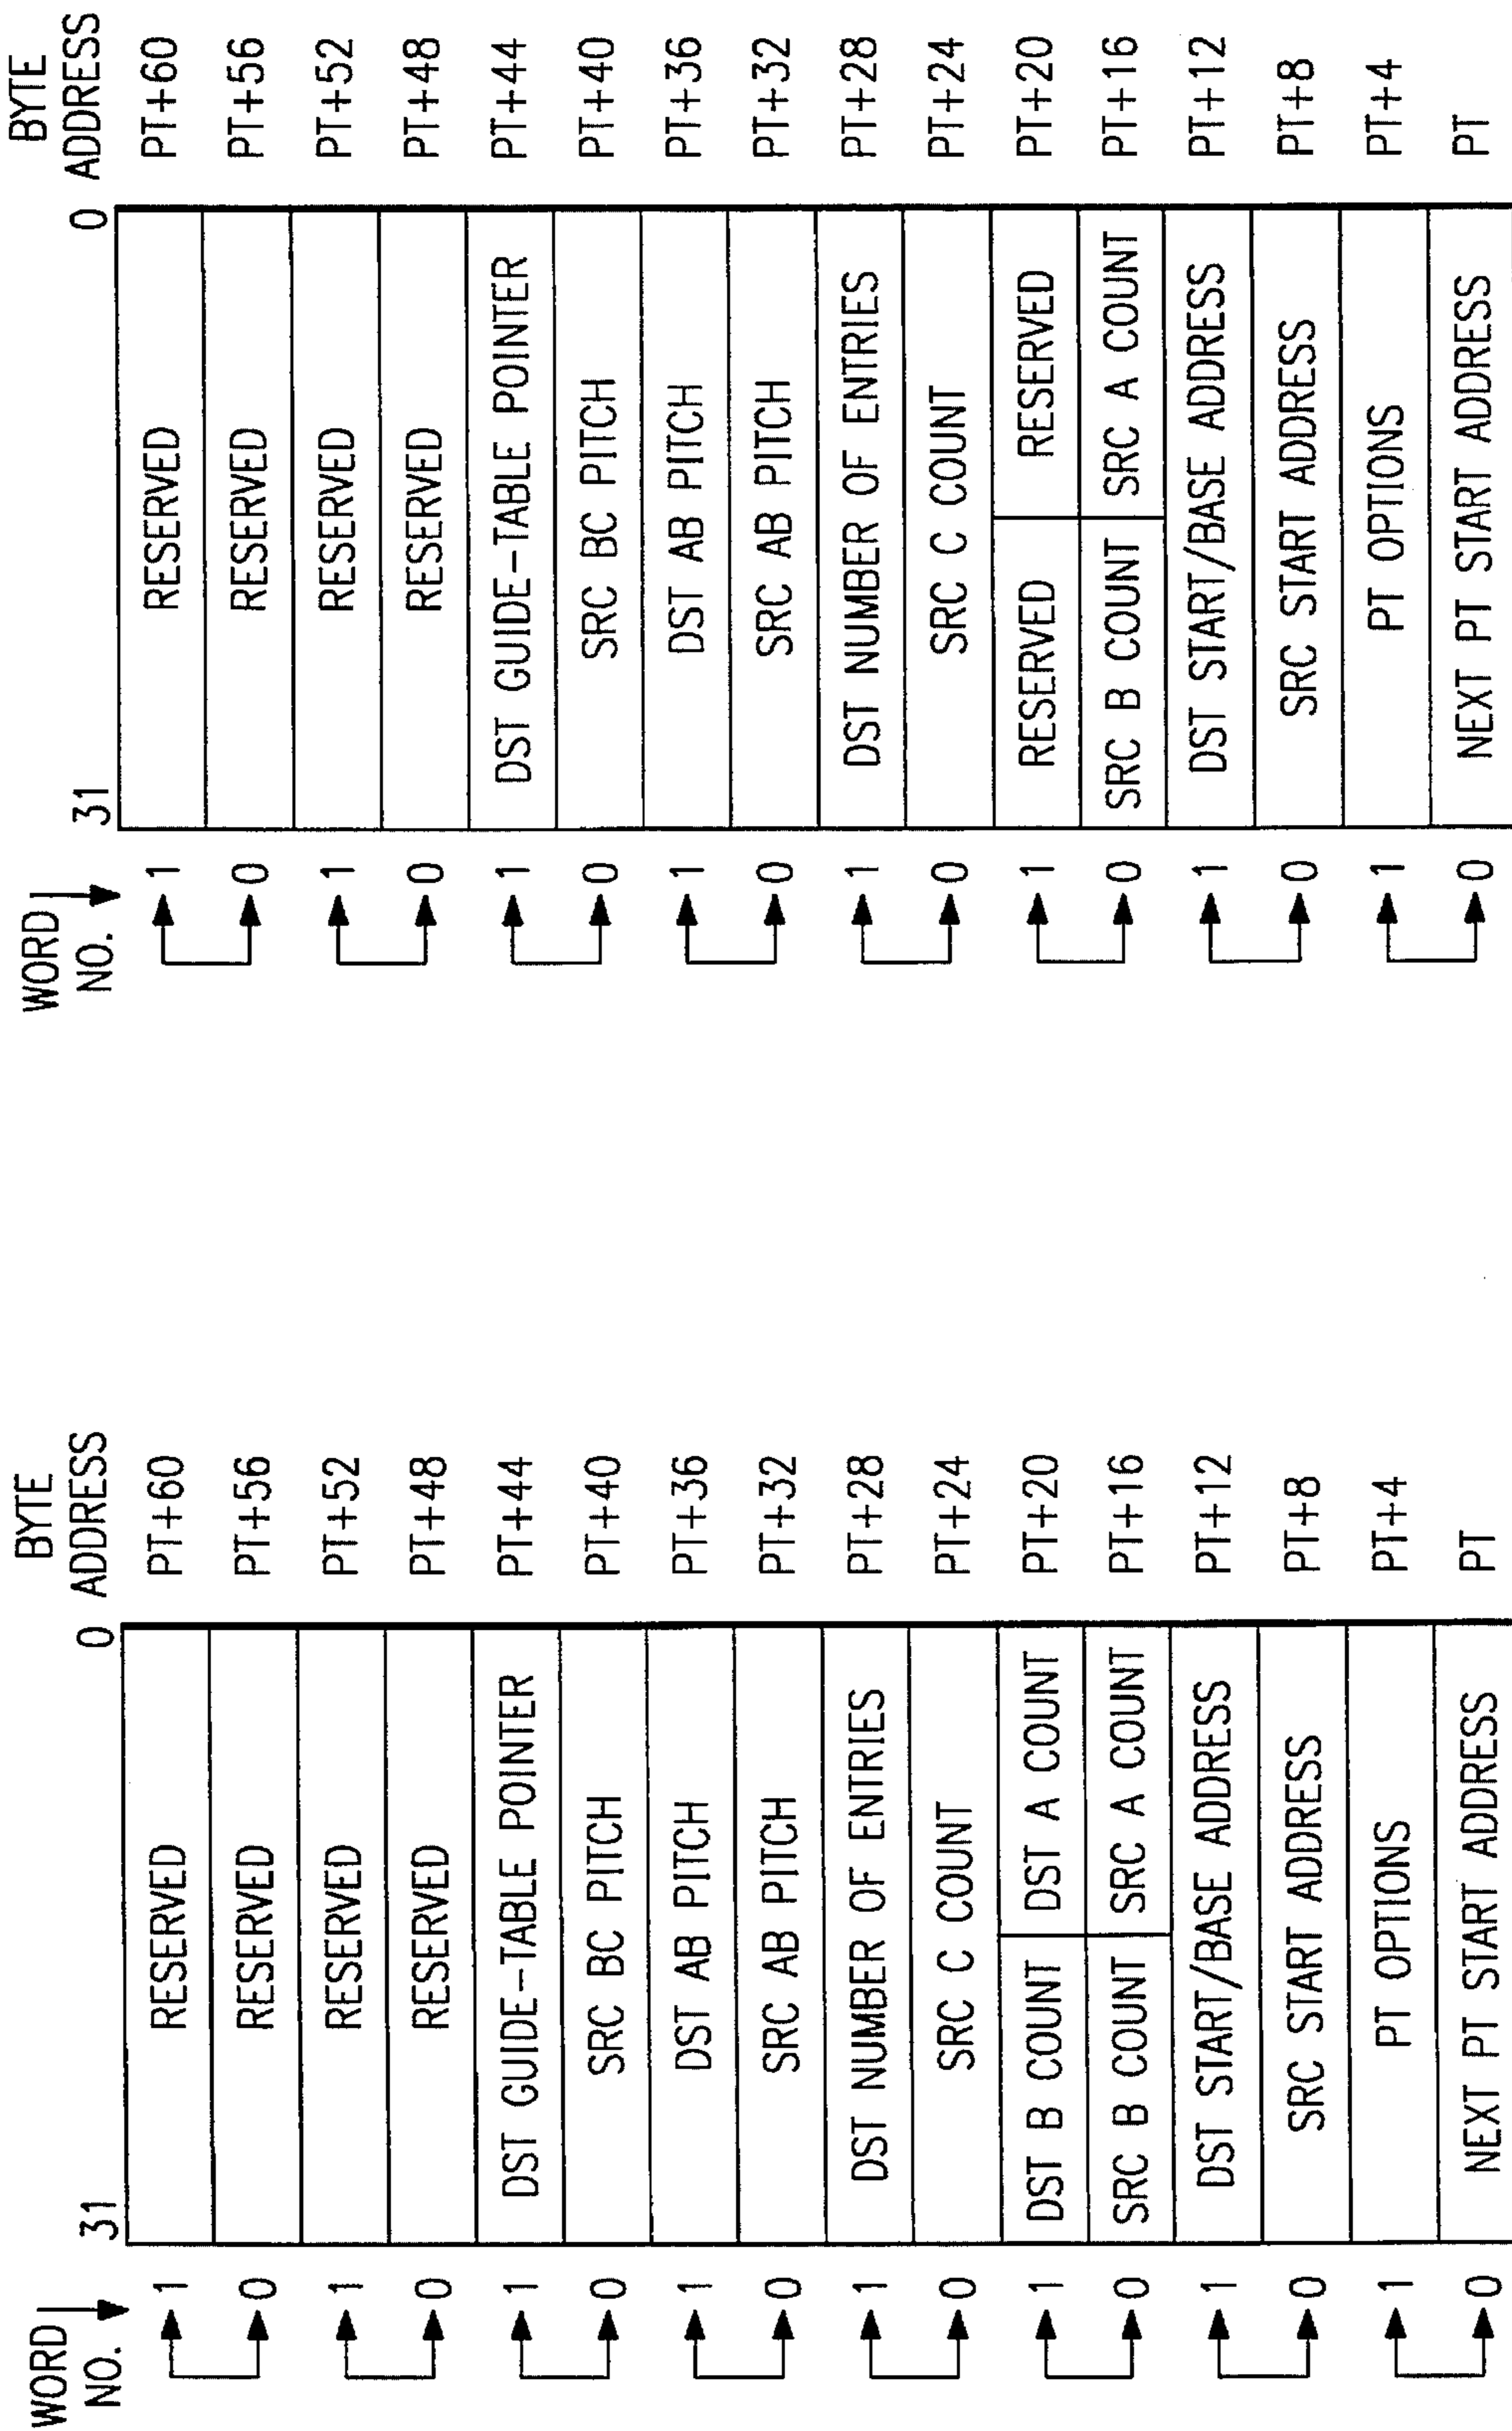 WORD BYTE
NO. 31 0 ADDRESS
1 RESERVED PT+60
0 RESERVED PT+56
1 RESERVED PT+52
0 RESERVED PT+48
1 DST GUIDE-TABLE POINTER PT+44
0 SRC BC PITCH PT+40
1 DST AB PITCH PT+36
0 SRC AB PITCH PT+32
1 DST NUMBER OF ENTRIES PT+28
0 SRC C COUNT PT+24
1 DST B COUNT DST A COUNT PT+20
0 SRC B COUNT SRC A COUNT PT+16
1 DST START/BASE ADDRESS PT+12
0 SRC START ADDRESS PT+8
1 PT OPTIONS PT+4
0 NEXT PT START ADDRESS PT
WORD BYTE
NO. 31 0 ADDRESS
1 RESERVED PT+60
0 RESERVED PT+56
1 RESERVED PT+52
0 RESERVED PT+48
1 DST GUIDE-TABLE POINTER PT+44
0 SRC BC PITCH PT+40
1 DST AB PITCH PT+36
0 SRC AB PITCH PT+32
1 DST NUMBER OF ENTRIES PT+28
0 SRC C COUNT PT+24
1 RESERVED RESERVED PT+20
0 SRC B COUNT SRC A COUNT PT+16
1 DST START/BASE ADDRESS PT+12
0 SRC START ADDRESS PT+8
1 PT OPTIONS PT+4
0 NEXT PT START ADDRESS PT